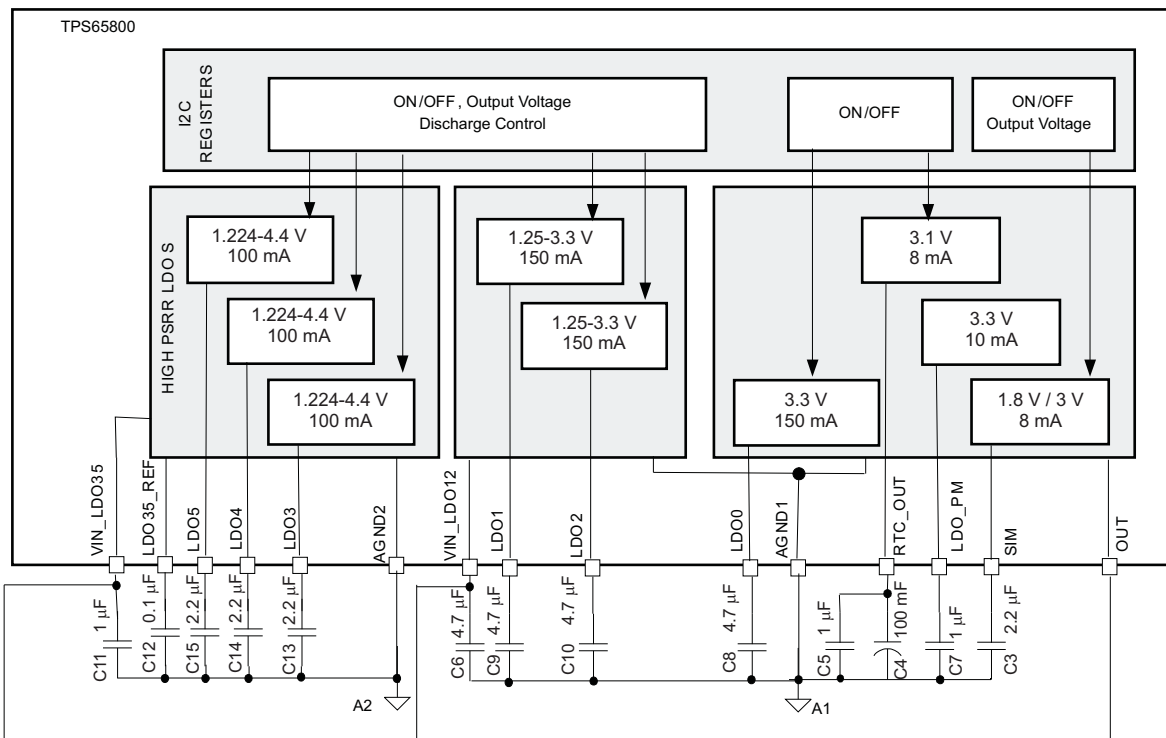 TPS65800
I2C
REGISTERS
ON/OFF , Output Voltage
Discharge Control
ON/OFF
ON/OFF
Output Voltage
HIGH PSRR LDO S
1.224-4.4 V
100 mA
1.224-4.4 V
100 mA
1.224-4.4 V
100 mA
1.25-3.3 V
150 mA
1.25-3.3 V
150 mA
3.1 V
8 mA
3.3 V
10 mA
3.3 V
150 mA
1.8 V / 3 V
8 mA
VIN_LDO35
LDO35_REF
LDO5
LDO4
LDO3
AGND2
VIN_LDO12
LDO1
LDO2
LDO0
AGND1
RTC_OUT
LDO_PM
SIM
OUT
C11 1 μF
C12 0.1 μF
C15 2.2 μF
C14 2.2 μF
C13 2.2 μF
C6 4.7 μF
C9 4.7 μF
C10 4.7 μF
C8 4.7 μF
C5 1 μF
C4 100 mF
C7 1 μF
C3 2.2 μF
A2
A1